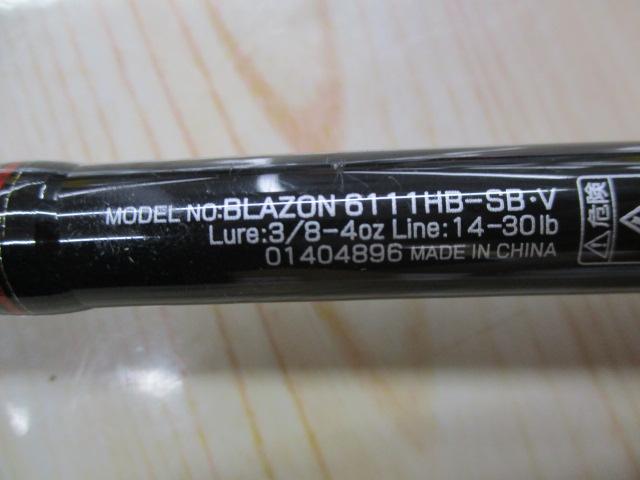 MODEL NO:BLAZON 6111HB-SB·V
Lure:3/8-4oz Line:14-30lb
01404896 MADE IN CHINA
危険